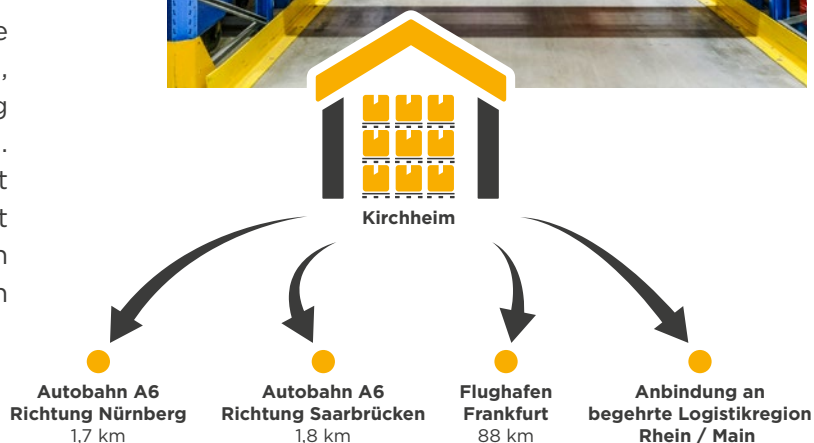 e
,
g
.
t
t
n
n
Kirchheim
Autobahn A6
Richtung Nürnberg
1,7 km
Autobahn A6
Richtung Saarbrücken
1,8 km
Flughafen
Frankfurt
88 km
Anbindung an
begehrte Logistikregion
Rhein / Main